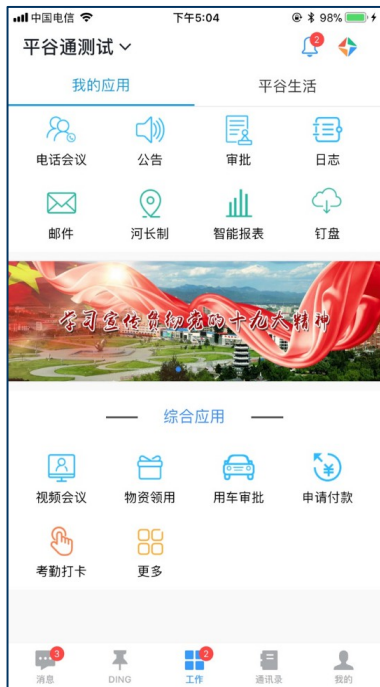 中国电信 下午5:04 98%
平谷通测试 2
我的应用 平谷生活
电话会议 公告 审批 日志
邮件 河长制 智能报表 钉盘
学习宣传贯彻党的十九大精神
综合应用
视频会议 物资领用 用车审批 申请付款
考勤打卡 更多
3 2
消息 DING 工作 通讯录 我的